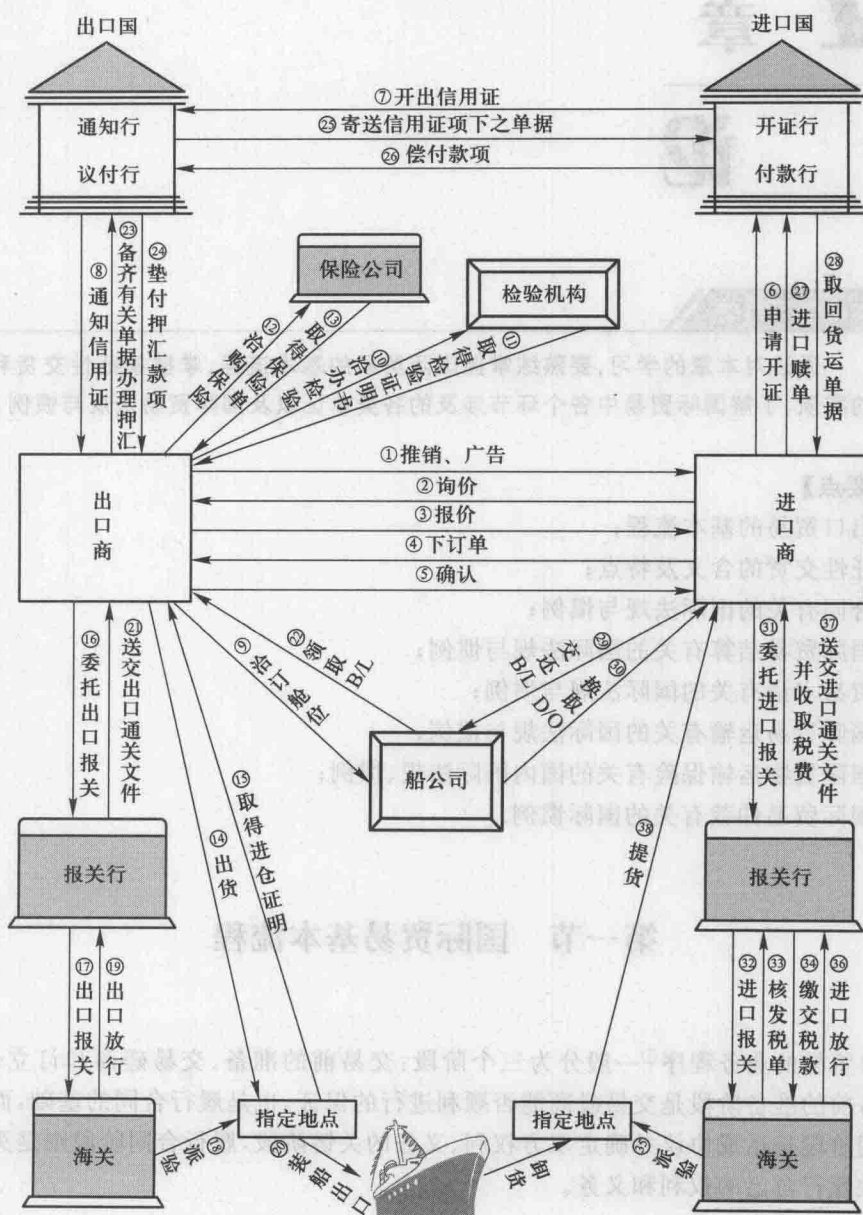 出口国
进口国
通知行
议付行
⑦开出信用证
㉕寄送信用证项下之单据
㉖偿付款项
开证行
付款行
⑧通知信用证
㉓备齐有关单据办理押汇
㉔垫付押汇款项
保险公司
检验机构
⑫洽购保险
⑬取得保险单
⑩洽办检验
⑪取得检验证明书
⑥申请开证
㉗进口赎单
㉘取回货运单据
出口商
①推销、广告
②询价
③报价
④下订单
⑤确认
进口商
⑯委托出口报关
㉑送交出口通关文件
⑨洽订舱位
㉒领取B/L
船公司
㉙送还B/L
㉚换取D/O
㉛委托进口报关
㊲送交进口通关文件
并收取税费
⑭出货
⑮取得进仓证明
㊳提货
报关行
报关行
⑰出口报关
⑲出口放行
㉜进口报关
㉝核发税单
㉞缴交税款
㊱进口放行
海关
⑱派验
指定地点
⑳装船出口
卸货
指定地点
㉟派验
海关
第一节 国际贸易基本流程